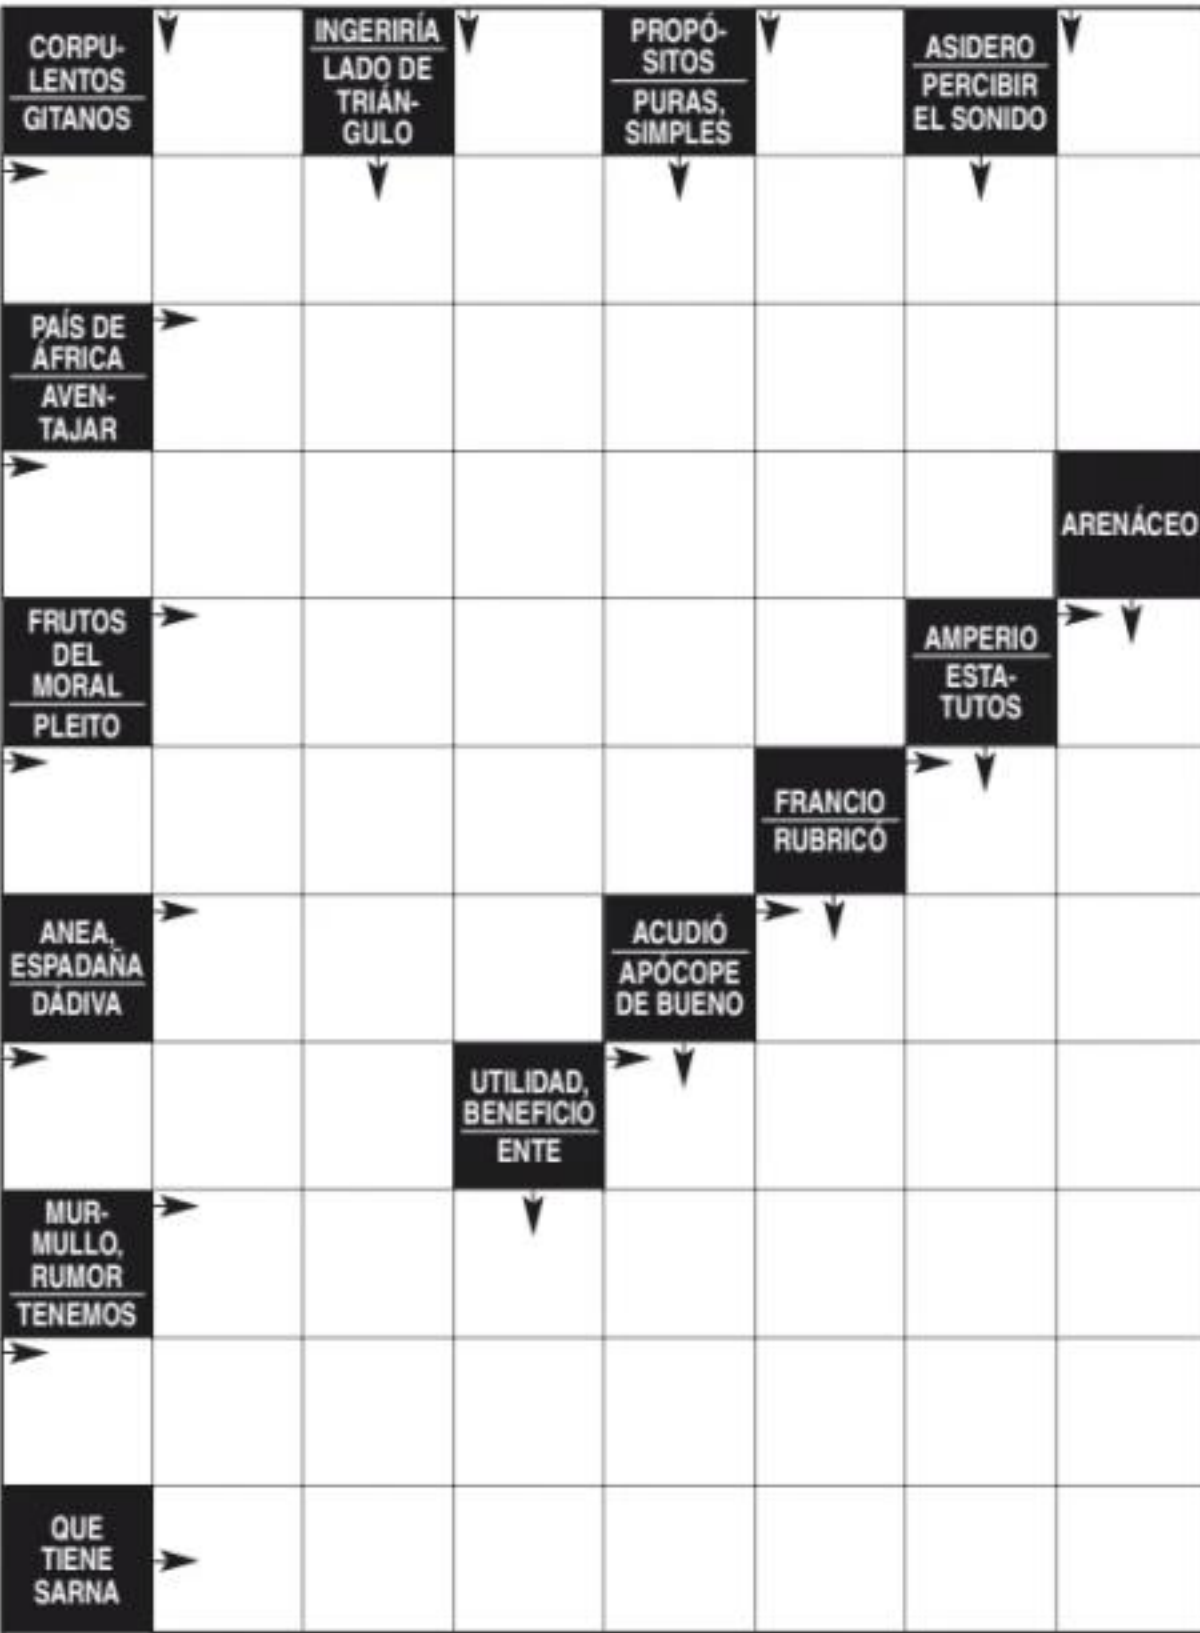 CORPU-
LENTOS
GITANOS
INGERIRÍA
LADO DE
TRIÁN-
GULO
PROPÓ-
SITOS
PURAS,
SIMPLES
ASIDERO
PERCIBIR
EL SONIDO
PAÍS DE
ÁFRICA
AVEN-
TAJAR
ARENÁCEO
FRUTOS
DEL
MORAL
PLEITO
AMPERIO
ESTA-
TUTOS
FRANCIO
RUBRICÓ
ANEA,
ESPADAÑA
DÁDIVA
ACUDIÓ
APÓCOPE
DE BUENO
UTILIDAD,
BENEFICIO
ENTE
MUR-
MULLO,
RUMOR
TENEMOS
QUE
TIENE
SARNA